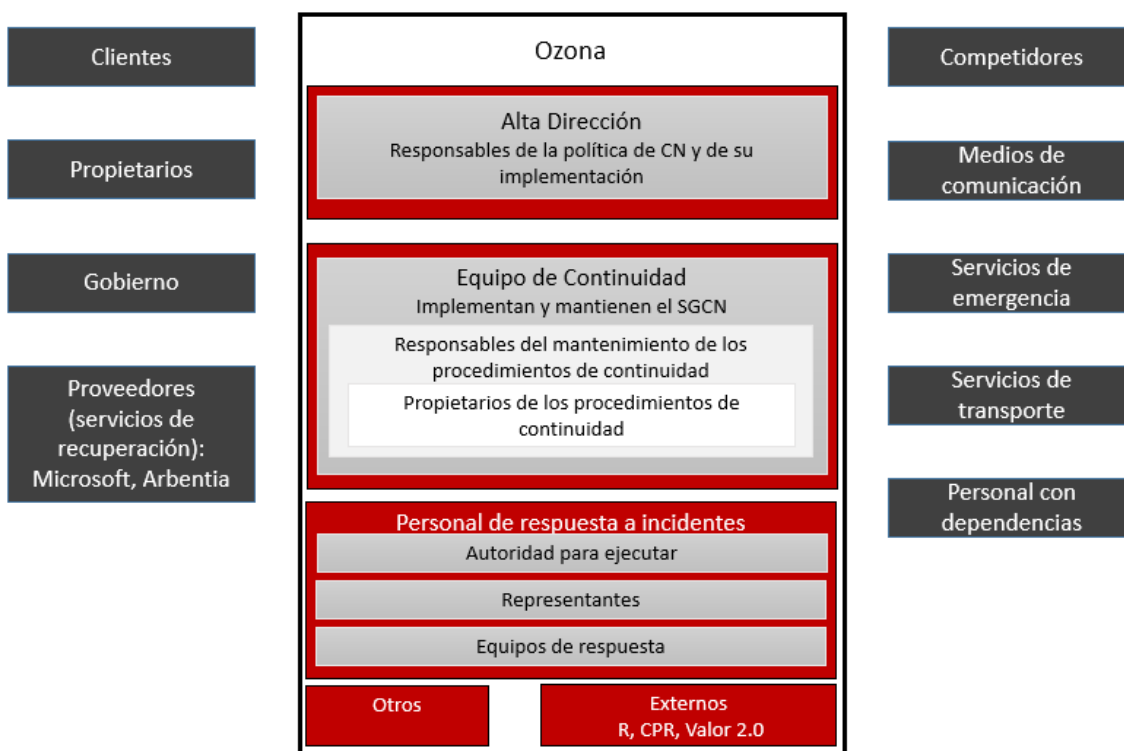 Clientes
Propietarios
Gobierno
Proveedores
(servicios de
recuperación):
Microsoft, Arbentia
Ozona
Alta Dirección
Responsables de la política de CN y de su
implementación
Equipo de Continuidad
Implementan y mantienen el SGCN
Responsables del mantenimiento de los
procedimientos de continuidad
Propietarios de los procedimientos de
continuidad
Personal de respuesta a incidentes
Autoridad para ejecutar
Representantes
Equipos de respuesta
Otros
Externos
R, CPR, Valor 2.0
Competidores
Medios de
comunicación
Servicios de
emergencia
Servicios de
transporte
Personal con
dependencias